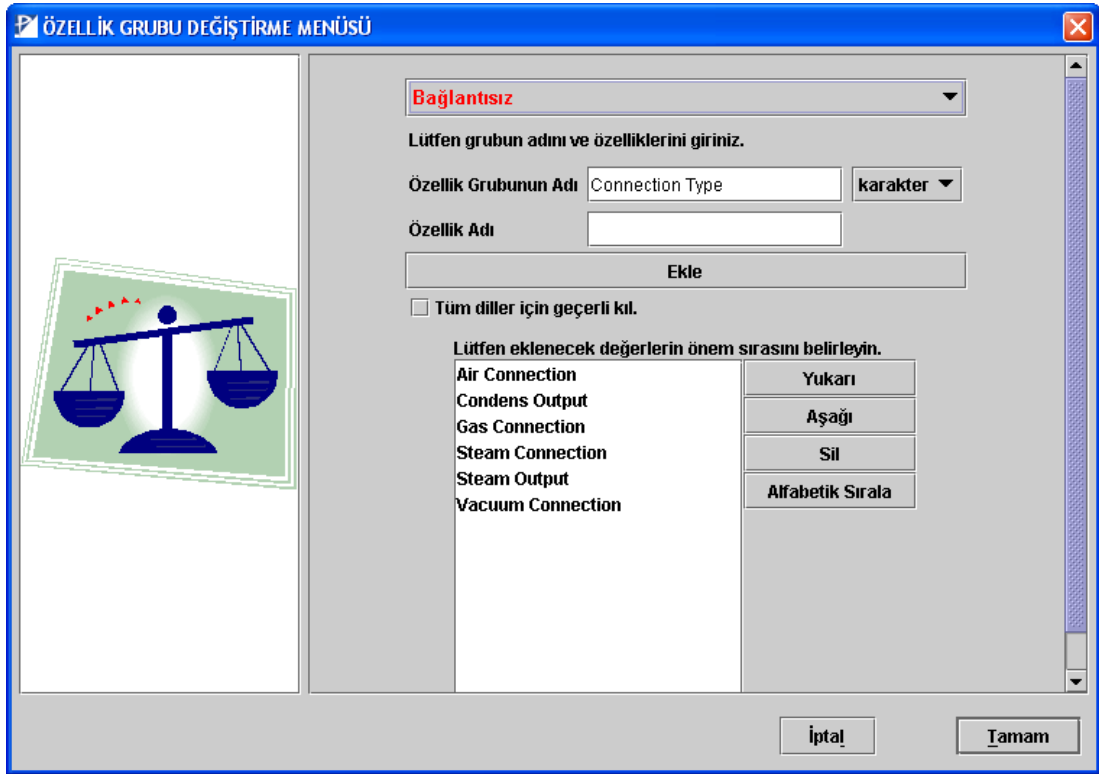 ÖZELLİK GRUBU DEĞİŞTİRME MENÜSÜ
Bağlantısız
Lütfen grubun adını ve özelliklerini giriniz.
Özellik Grubunun Adı Connection Type karakter
Özellik Adı
Ekle
Tüm diller için geçerli kıl.
Lütfen eklenecek değerlerin önem sırasını belirleyin.
Air Connection
Condens Output
Gas Connection
Steam Connection
Steam Output
Vacuum Connection
Yukarı
Aşağı
Sil
Alfabetik Sırala
İptal Tamam